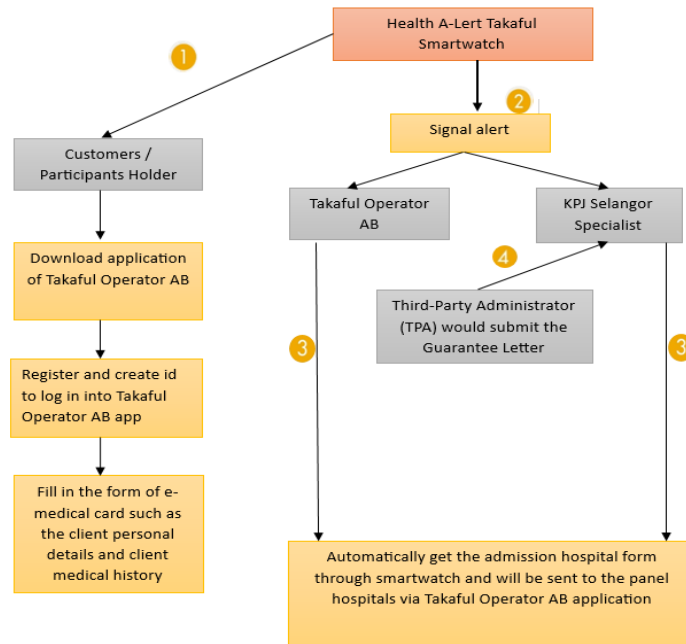 Health A-Lert Takaful
Smartwatch
1
2
Signal alert
Customers /
Participants Holder
Takaful Operator
AB
KPJ Selangor
Specialist
Download application
of Takaful Operator AB
4
Third-Party Administrator
(TPA) would submit the
Guarantee Letter
3
3
Register and create id
to log in into Takaful
Operator AB app
Fill in the form of e-
medical card such as
the client personal
details and client
medical history
Automatically get the admission hospital form
through smartwatch and will be sent to the panel
hospitals via Takaful Operator AB application